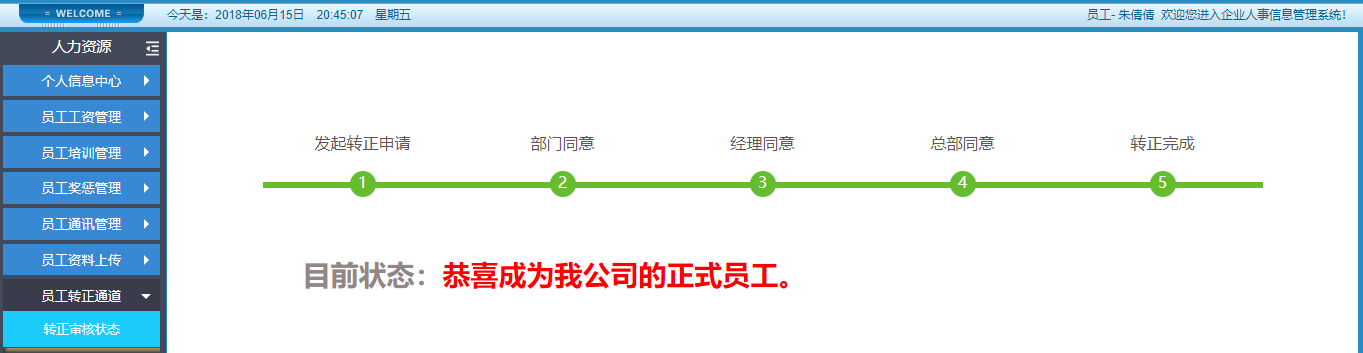 = WELCOME =
今天是：2018年06月15日 20:45:07 星期五
员工- 朱倩倩 欢迎您进入企业人事信息管理系统!
人力资源
个人信息中心
员工工资管理
员工培训管理
员工奖惩管理
员工通讯管理
员工资料上传
员工转正通道
转正审核状态
发起转正申请 部门同意 经理同意 总部同意 转正完成
1 2 3 4 5
目前状态：恭喜成为我公司的正式员工。